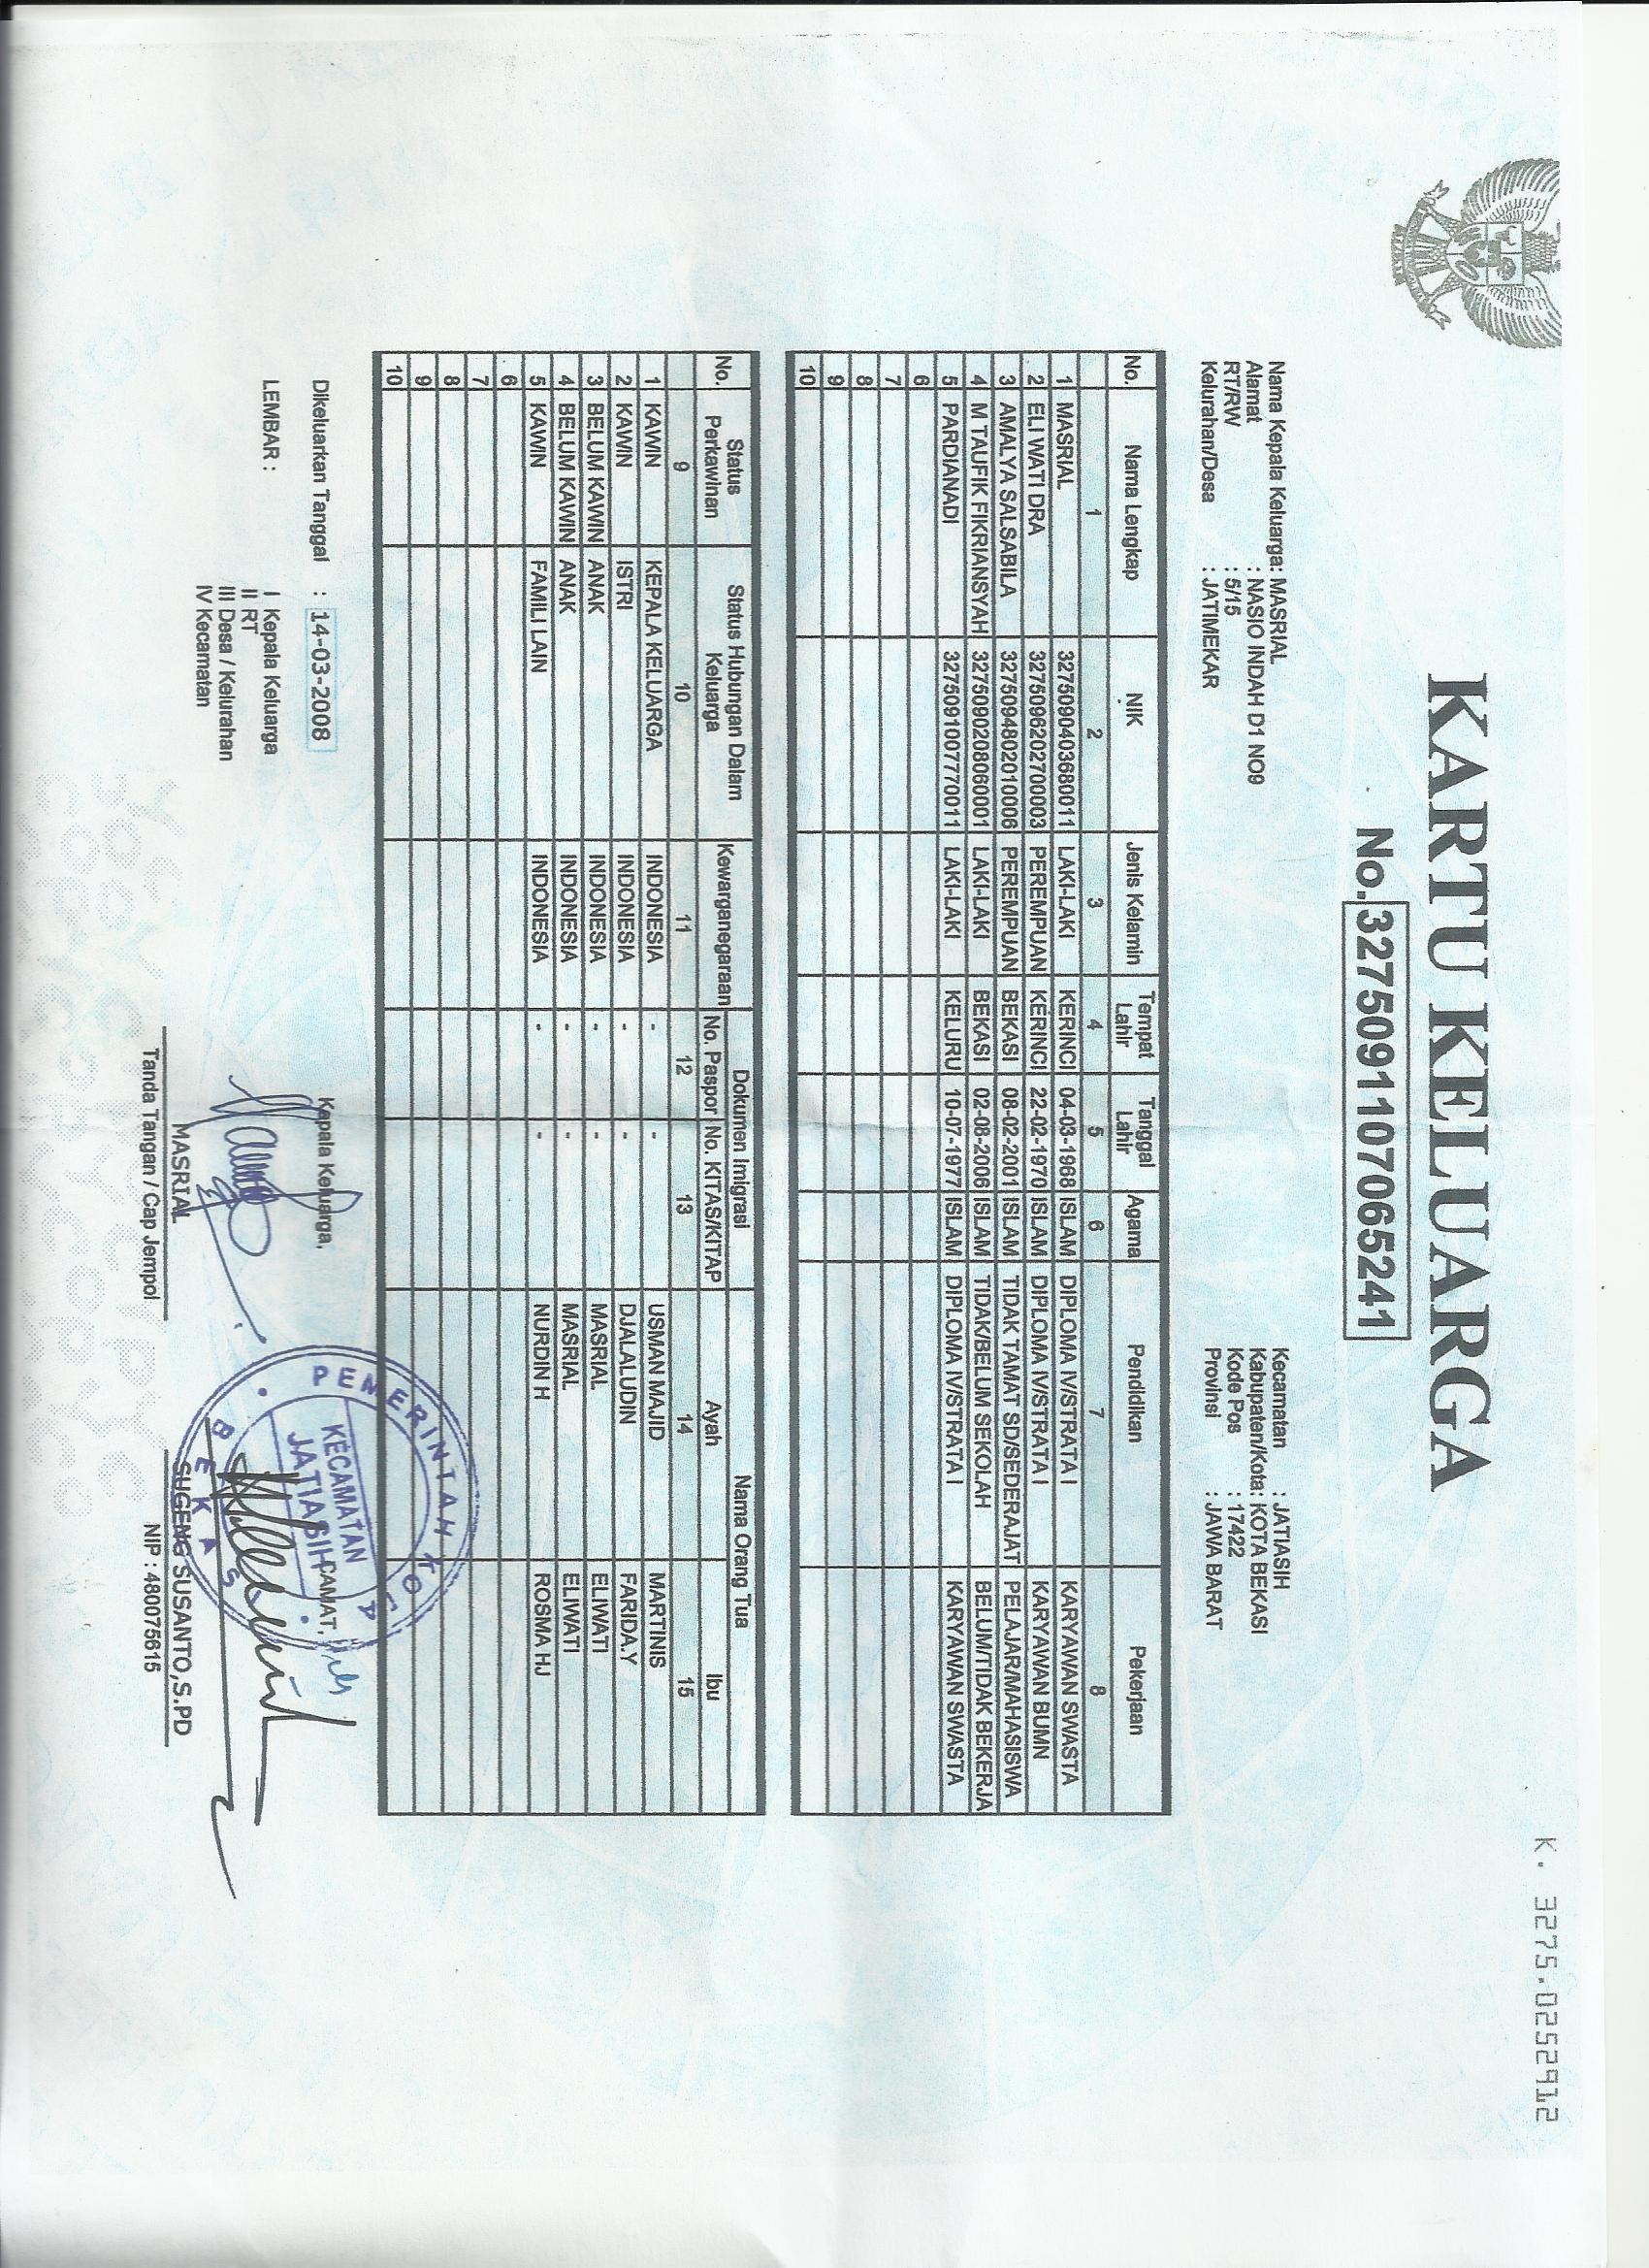 K. 3275.0252912
KARTU KELUARGA
No. 3275091107065241
Nama Kepala Keluarga: MASRIAL
Alamat : NASIO INDAH D1 NO9
RT/RW : 5/15
Kelurahan/Desa : JATIMEKAR
Kecamatan : JATIASIH
Kabupaten/Kota: KOTA BEKASI
Kode Pos : 17422
Provinsi : JAWA BARAT
No. Nama Lengkap NIK Jenis Kelamin Tempat Lahir Tanggal Lahir Agama Pendidikan Pekerjaan
1 2 3 4 5 6 7 8
1 MASRIAL 3275090403680011 LAKI-LAKI KERINCI 04-03-1968 ISLAM DIPLOMA IV/STRATA I KARYAWAN SWASTA
2 ELI WATI DRA 3275096202700003 PEREMPUAN KERINCI 22-02-1970 ISLAM DIPLOMA IV/STRATA I KARYAWAN BUMN
3 AMALYA SALSABILA 3275094802010006 PEREMPUAN BEKASI 08-02-2001 ISLAM TIDAK TAMAT SD/SEDERAJAT PELAJAR/MAHASISWA
4 M TAUFIK FIKRIANSYAH 3275090208060001 LAKI-LAKI BEKASI 02-08-2006 ISLAM TIDAK/BELUM SEKOLAH BELUM/TIDAK BEKERJA
5 PARDIANADI 3275091007770011 LAKI-LAKI KELURU 10-07-1977 ISLAM DIPLOMA IV/STRATA I KARYAWAN SWASTA
6
7
8
9
10
No. Status Perkawinan Status Hubungan Dalam Keluarga Kewarganegaraan Dokumen Imigrasi Nama Orang Tua
No. Paspor No. KITAS/KITAP Ayah Ibu
9 10 11 12 13 14 15
1 KAWIN KEPALA KELUARGA INDONESIA - - USMAN MAJID MARTINIS
2 KAWIN ISTRI INDONESIA - - DJALALUDIN FARIDA.Y
3 BELUM KAWIN ANAK INDONESIA - - MASRIAL ELIWATI
4 BELUM KAWIN ANAK INDONESIA - - MASRIAL ELIWATI
5 KAWIN FAMILI LAIN INDONESIA - - NURDIN H ROSMA HJ
6
7
8
9
10
Dikeluarkan Tanggal : 14-03-2008
LEMBAR : I Kepala Keluarga
II RT
III Desa / Kelurahan
IV Kecamatan
Kepala Keluarga,
MASRIAL
Tanda Tangan / Cap Jempol
CAMAT,
PEMERINTAH KOTA
KECAMATAN
JATIASIH
BEKASI
SUGENG SUSANTO,S.PD
NIP : 480075615